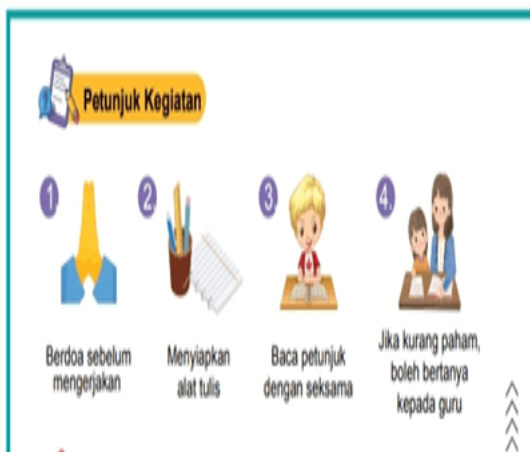 Petunjuk Kegiatan
1.
2.
3.
4.
Berdoa sebelum
mengerjakan
Menyiapkan
alat tulis
Baca petunjuk
dengan seksama
Jika kurang paham,
boleh bertanya
kepada guru